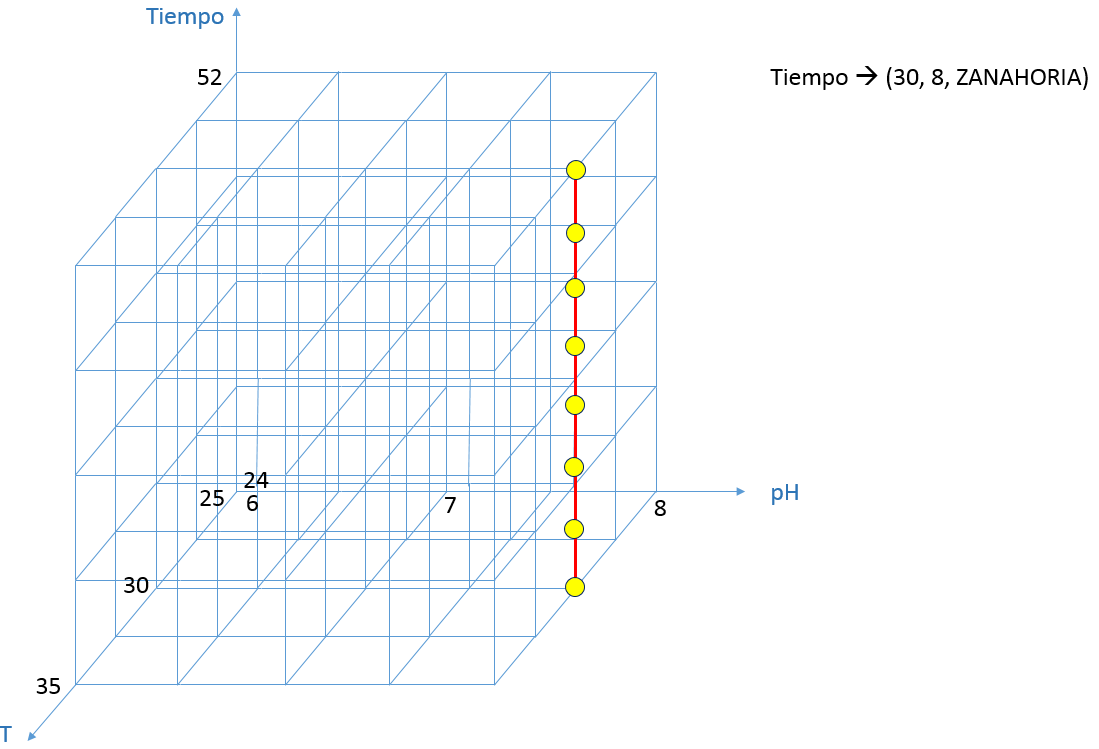 Tiempo
52
Tiempo → (30, 8, ZANAHORIA)
24
25
6
7
8
pH
30
35
T